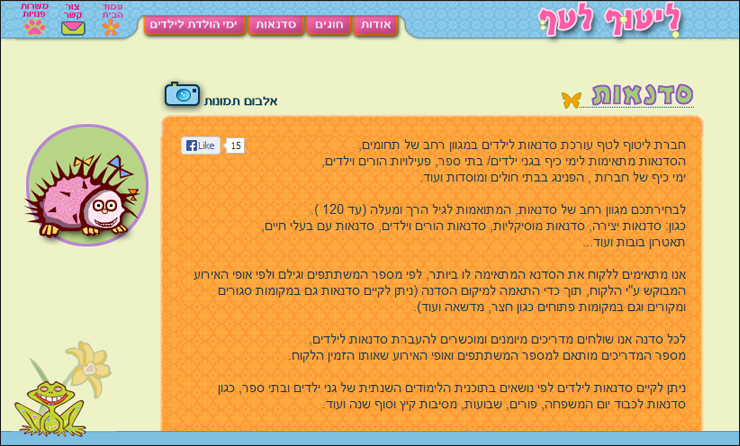 ליטוף לטף
אודות
חוגים
סדנאות
ימי הולדת לילדים
עמוד
הבית
צור
קשר
משרות
פנויות
סדנאות
אלבום תמונות
Like
15
חברת ליטוף לטף עורכת סדנאות לילדים במגוון רחב של תחומים,
הסדנאות מתאימות לימי כיף בגני ילדים/ בתי ספר, פעילויות הורים וילדים,
ימי כיף של חברות , הפנינג בבתי חולים ומוסדות ועוד.
לבחירתכם מגוון רחב של סדנאות, המתואמות לגיל הרך ומעלה (עד 120 ).
כגון: סדנאות יצירה, סדנאות מוסיקליות, סדנאות הורים וילדים, סדנאות עם בעלי חיים,
תאטרון בובות ועוד...
אנו מתאימים ללקוח את הסדנא המתאימה לו ביותר, לפי מספר המשתתפים וגילם ולפי אופי האירוע
המבוקש ע"י הלקוח, תוך כדי התאמה למיקום הסדנה (ניתן לקיים סדנאות גם במקומות סגורים
ומקורים וגם במקומות פתוחים כגון חצר, מדשאה ועוד).
לכל סדנה אנו שולחים מדריכים מיומנים ומוכשרים להעברת סדנאות לילדים,
מספר המדריכים מותאם למספר המשתתפים ואופי האירוע שאותו הזמין הלקוח.
ניתן לקיים סדנאות לילדים לפי נושאים בתוכנית הלימודים השנתית של גני ילדים ובתי ספר, כגון
סדנאות לכבוד יום המשפחה, פורים, שבועות, מסיבות קיץ וסוף שנה ועוד.